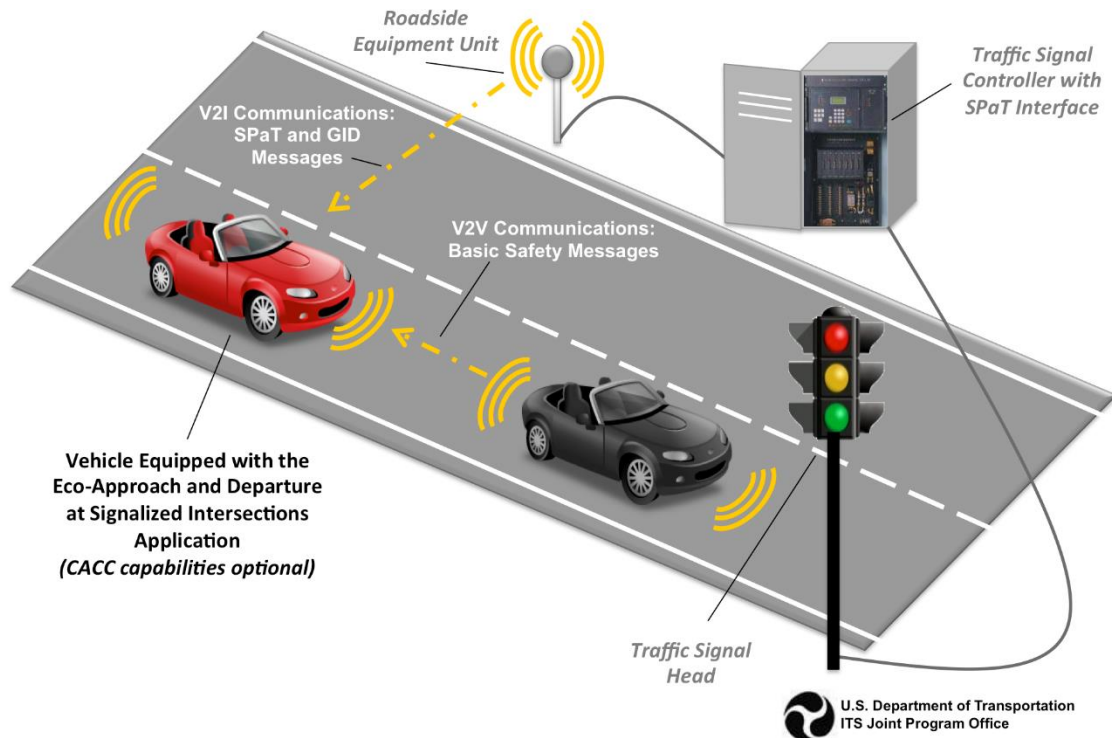 Roadside
Equipment Unit
Traffic Signal
Controller with
SPaT Interface
V2I Communications:
SPaT and GID
Messages
V2V Communications:
Basic Safety Messages
Vehicle Equipped with the
Eco-Approach and Departure
at Signalized Intersections
Application
(CACC capabilities optional)
Traffic Signal
Head
U.S. Department of Transportation
ITS Joint Program Office